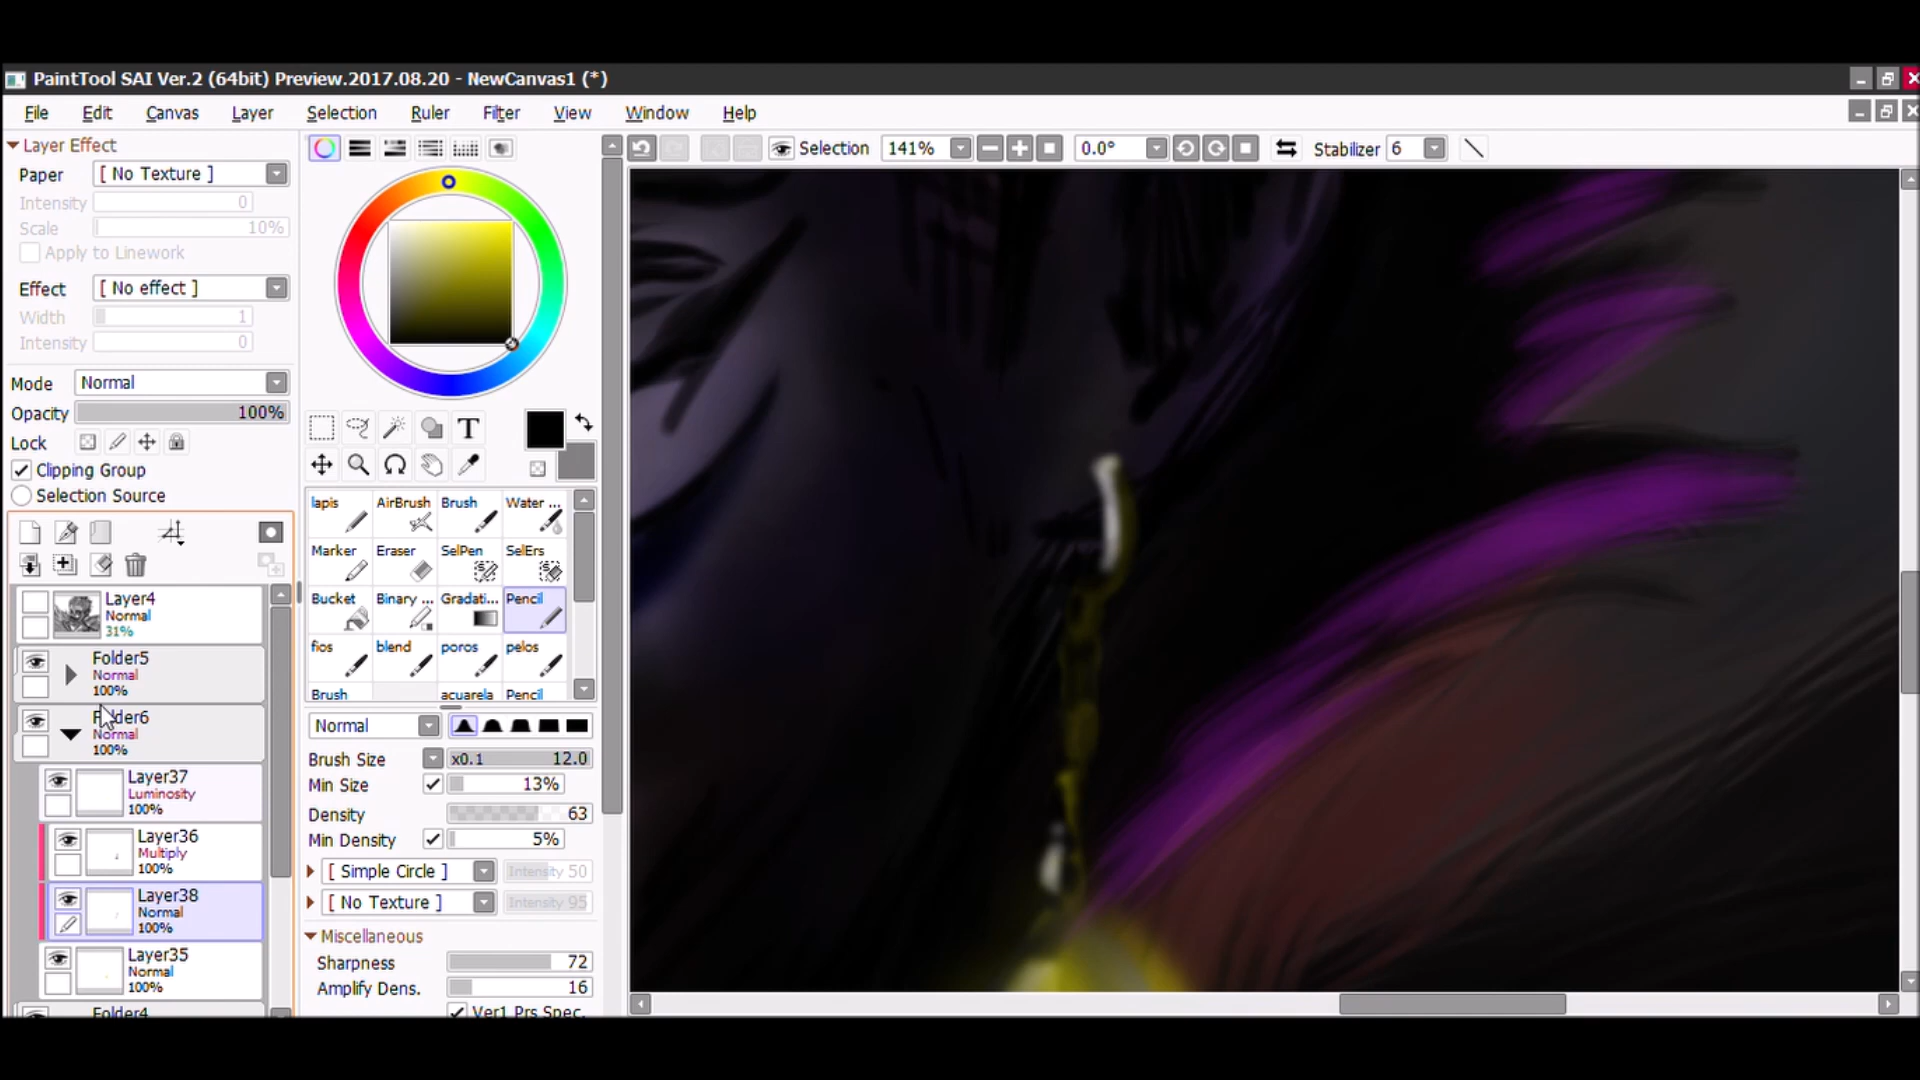 PaintTool SAI Ver.2 (64bit) Preview.2017.08.20 - NewCanvas1 (*)
File Edit Canvas Layer Selection Ruler Filter View Window Help
Layer Effect
Paper [ No Texture ]
Intensity 0
Scale 10%
Apply to Linework
Effect [ No effect ]
Width 1
Intensity 0
Mode Normal
Opacity 100%
Lock
Clipping Group
Selection Source
Layer4
Normal
31%
Folder5
Normal
100%
Folder6
Normal
100%
Layer37
Luminosity
100%
Layer36
Multiply
100%
Layer38
Normal
100%
Layer35
Normal
100%
Folder4
Selection 141% 0.0° Stabilizer 6
T
lapis AirBrush Brush Water ...
Marker Eraser SelPen SelErs
Bucket Binary ... Gradati... Pencil
fios blend poros pelos
Brush acuarela Pencil
Normal
Brush Size x0.1 12.0
Min Size 13%
Density 63
Min Density 5%
[ Simple Circle ] Intensity 50
[ No Texture ] Intensity 95
Miscellaneous
Sharpness 72
Amplify Dens. 16
Ver1 Prs Spec.